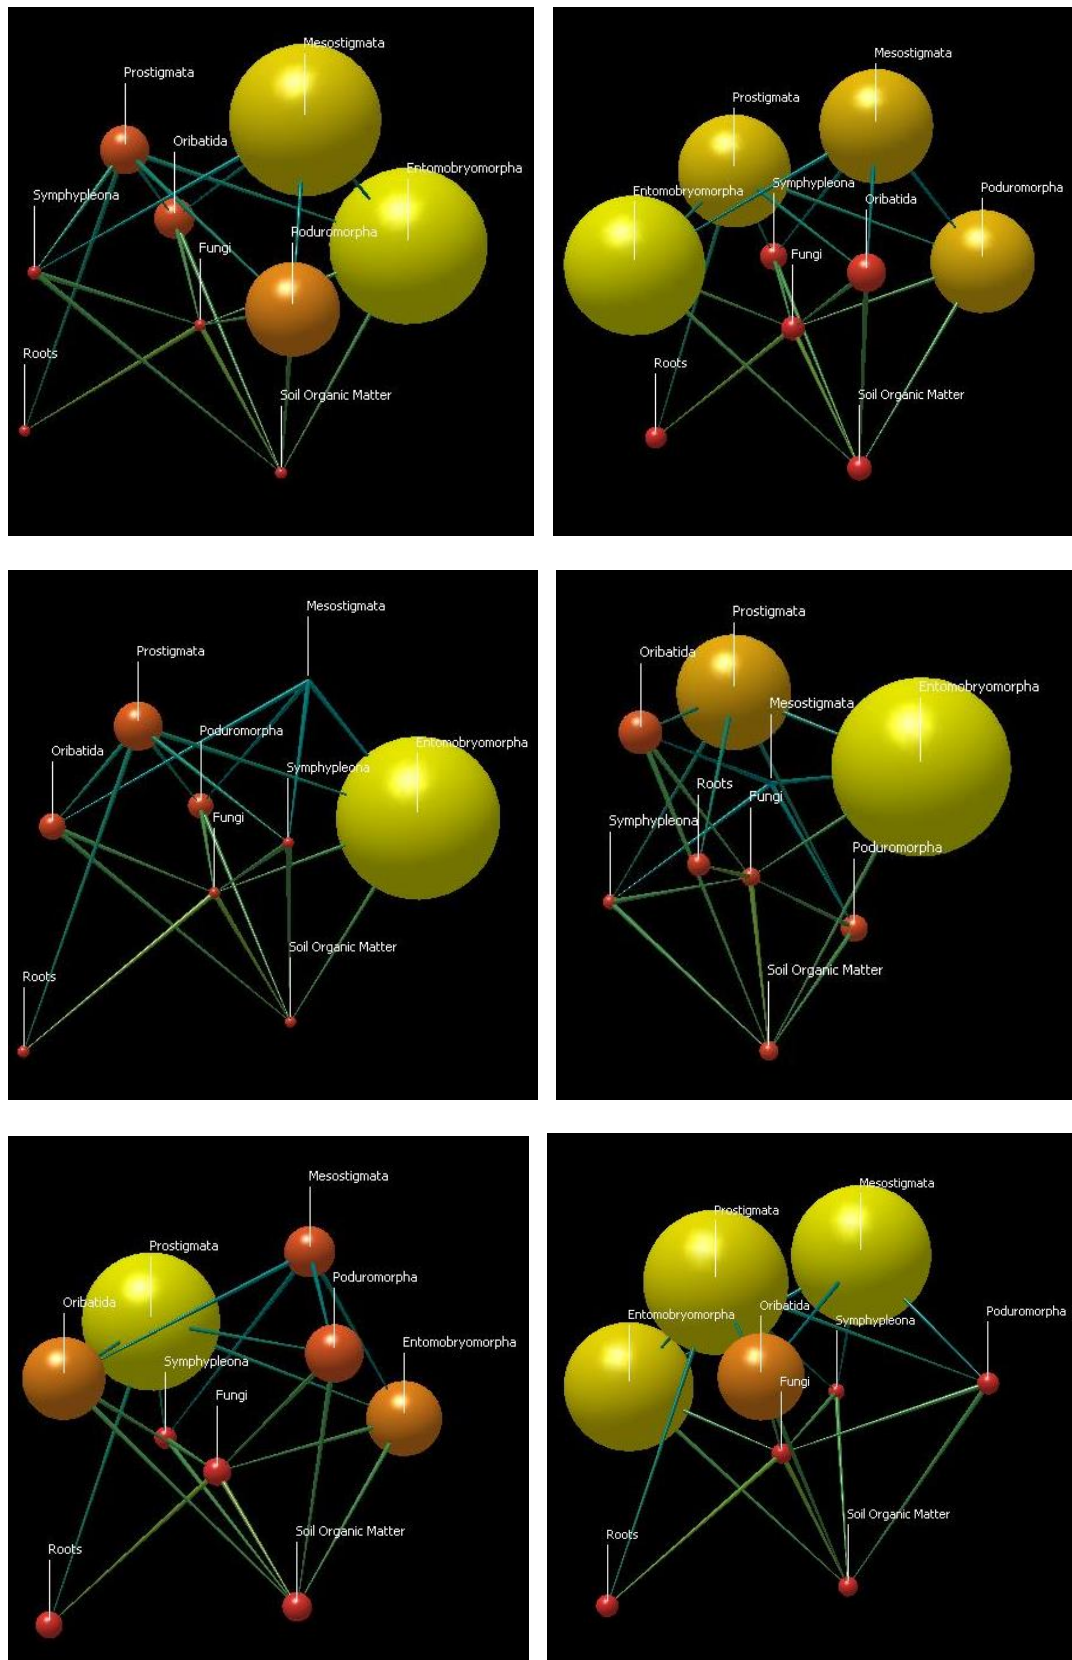 Mesostigmata
Prostigmata
Oribatida
Entomobryomorpha
Symphypleona
Poduromorpha
Fungi
Roots
Soil Organic Matter
Mesostigmata
Prostigmata
Symphypleona
Entomobryomorpha
Poduromorpha
Oribatida
Fungi
Roots
Soil Organic Matter
Mesostigmata
Prostigmata
Poduromorpha
Oribatida
Entomobryomorpha
Symphypleona
Fungi
Soil Organic Matter
Roots
Prostigmata
Oribatida
Entomobryomorpha
Mesostigmata
Roots
Fungi
Symphypleona
Poduromorpha
Soil Organic Matter
Mesostigmata
Prostigmata
Poduromorpha
Oribatida
Entomobryomorpha
Symphypleona
Fungi
Soil Organic Matter
Roots
Mesostigmata
Prostigmata
Poduromorpha
Entomobryomorpha
Oribatida
Symphypleona
Fungi
Soil Organic Matter
Roots